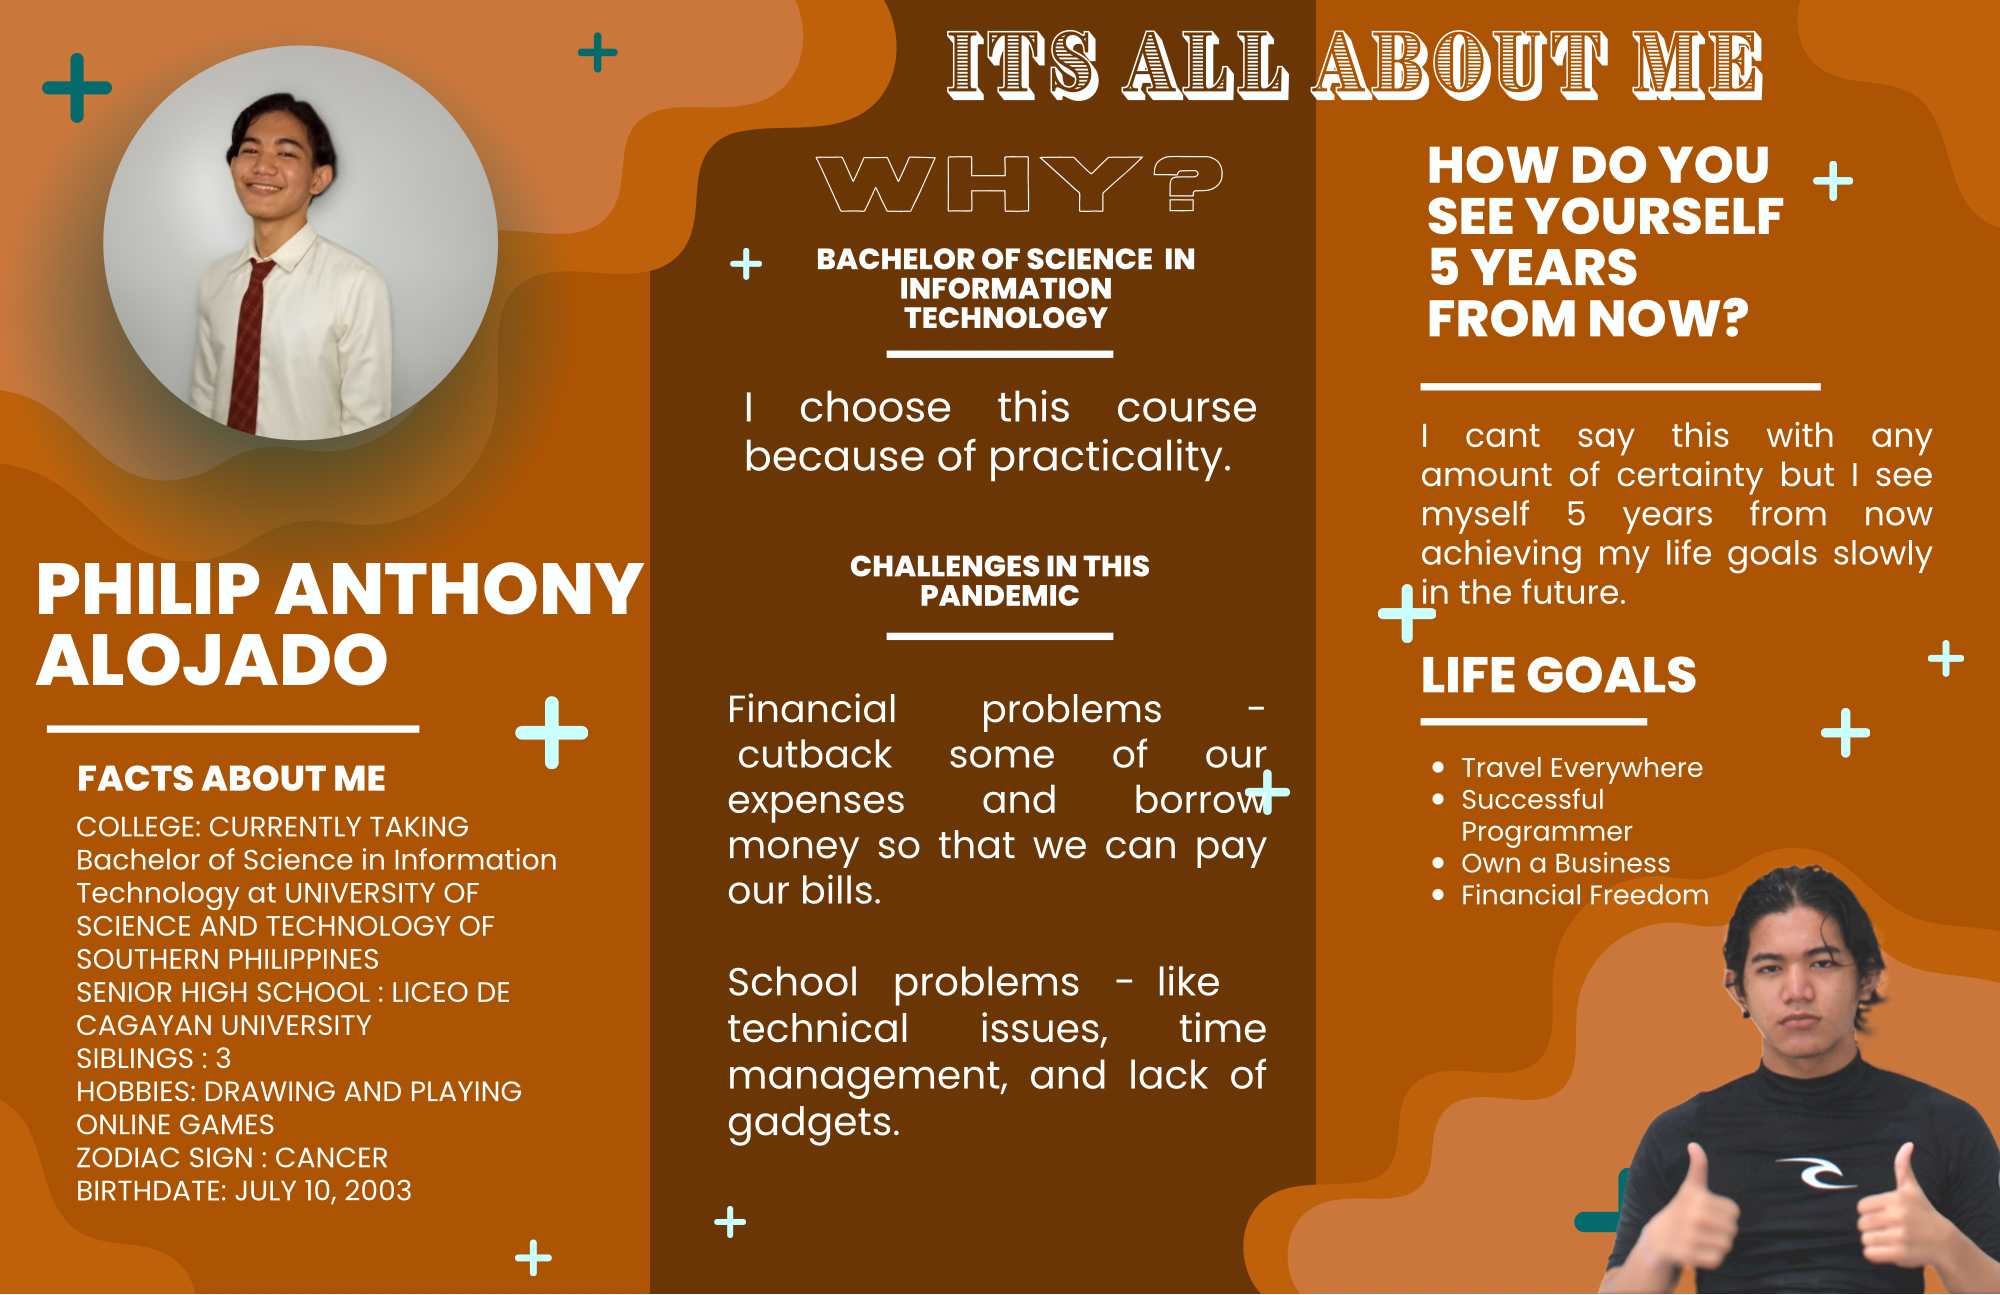 ITS ALL ABOUT ME
PHILIP ANTHONY
ALOJADO
FACTS ABOUT ME
COLLEGE: CURRENTLY TAKING
Bachelor of Science in Information
Technology at UNIVERSITY OF
SCIENCE AND TECHNOLOGY OF
SOUTHERN PHILIPPINES
SENIOR HIGH SCHOOL : LICEO DE
CAGAYAN UNIVERSITY
SIBLINGS : 3
HOBBIES: DRAWING AND PLAYING
ONLINE GAMES
ZODIAC SIGN : CANCER
BIRTHDATE: JULY 10, 2003
WHY?
BACHELOR OF SCIENCE IN
INFORMATION
TECHNOLOGY
I choose this course
because of practicality.
CHALLENGES IN THIS
PANDEMIC
Financial problems -
cutback some of our
expenses and borrow
money so that we can pay
our bills.
School problems - like
technical issues, time
management, and lack of
gadgets.
HOW DO YOU
SEE YOURSELF
5 YEARS
FROM NOW?
I cant say this with any
amount of certainty but I see
myself 5 years from now
achieving my life goals slowly
in the future.
LIFE GOALS
• Travel Everywhere
• Successful
Programmer
• Own a Business
• Financial Freedom